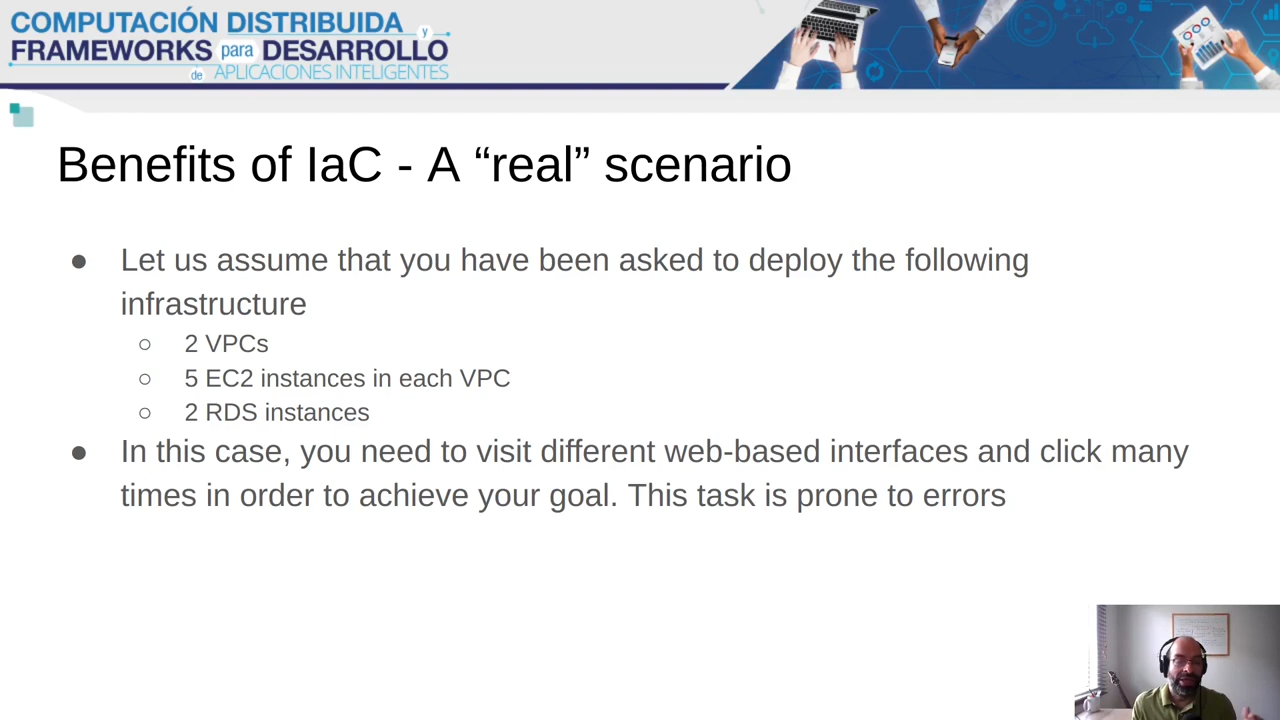 COMPUTACIÓN DISTRIBUIDA y
FRAMEWORKS para DESARROLLO
de APLICACIONES INTELIGENTES
Benefits of IaC - A “real” scenario
● Let us assume that you have been asked to deploy the following
infrastructure
○ 2 VPCs
○ 5 EC2 instances in each VPC
○ 2 RDS instances
● In this case, you need to visit different web-based interfaces and click many
times in order to achieve your goal. This task is prone to errors